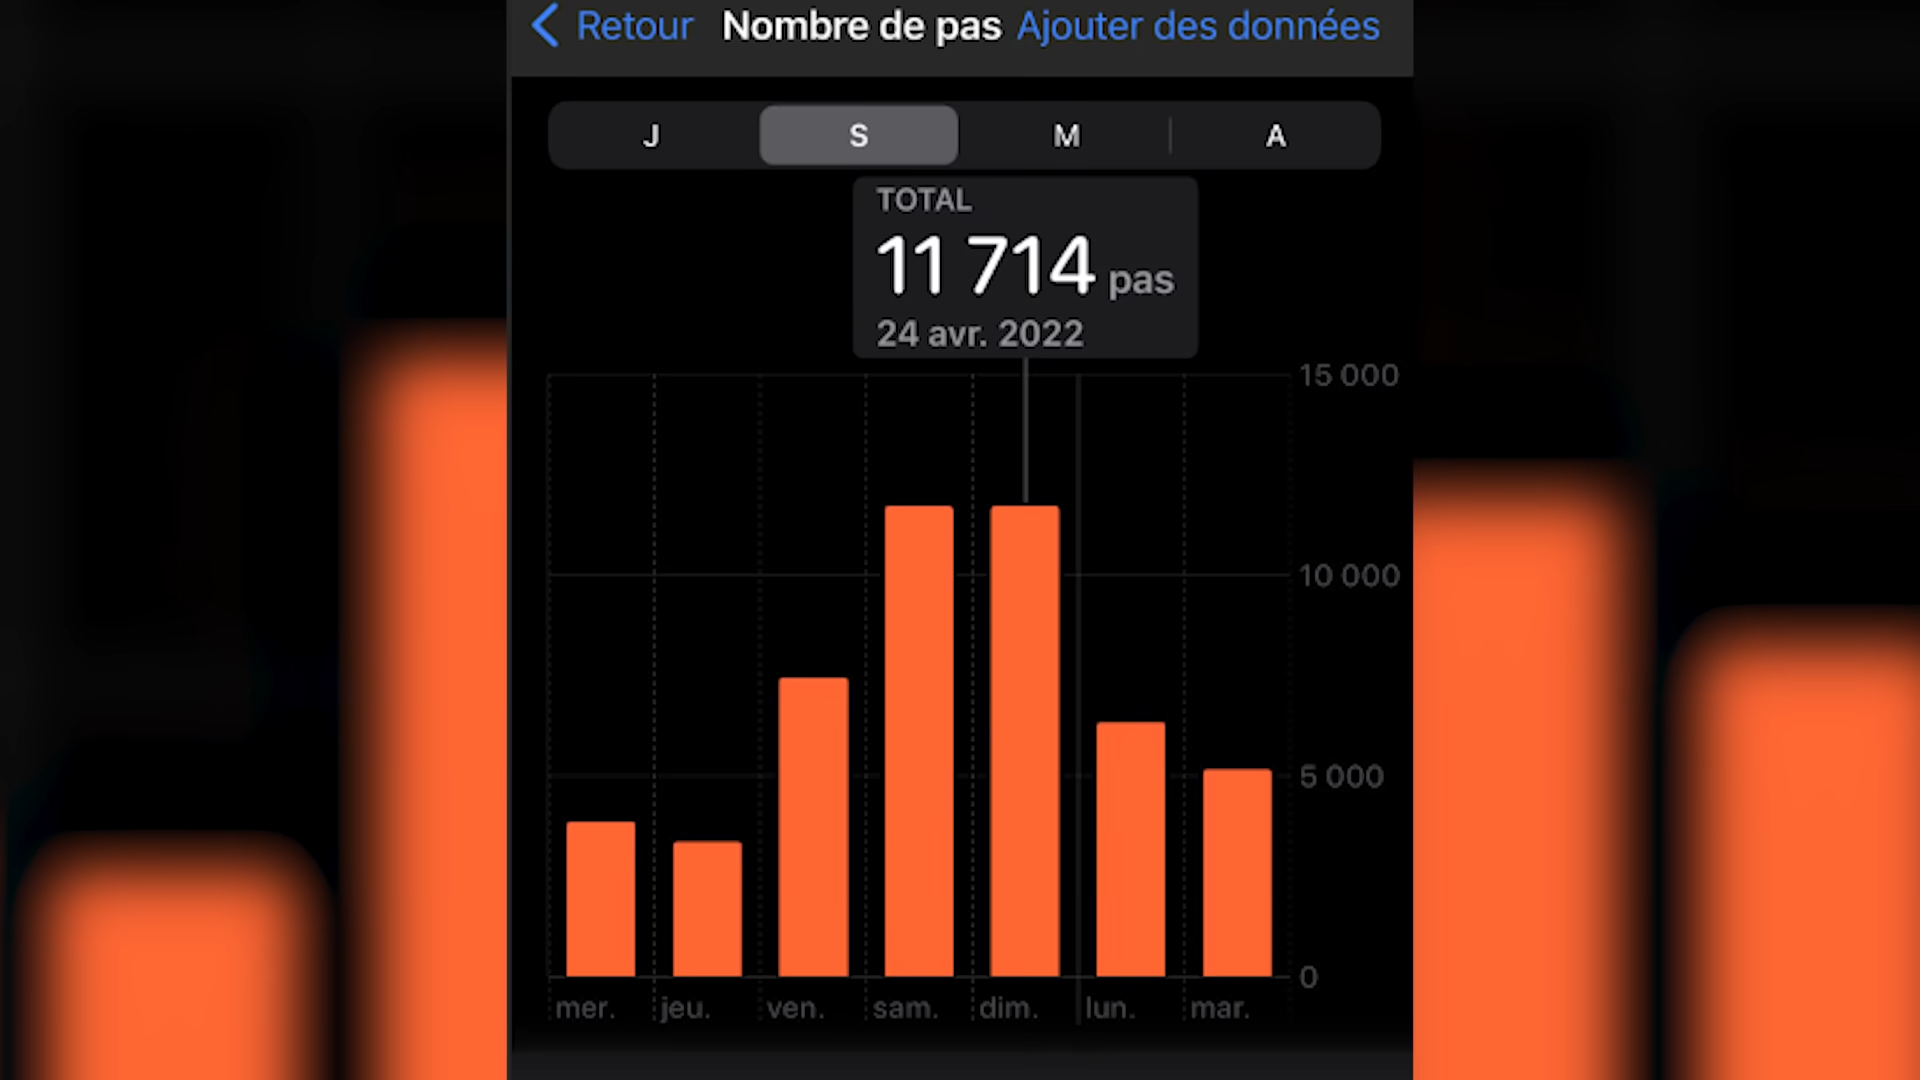 Retour Nombre de pas Ajouter des données
J S M A
TOTAL
11 714 pas
24 avr. 2022
15 000
10 000
5 000
0
mer. jeu. ven. sam. dim. lun. mar.